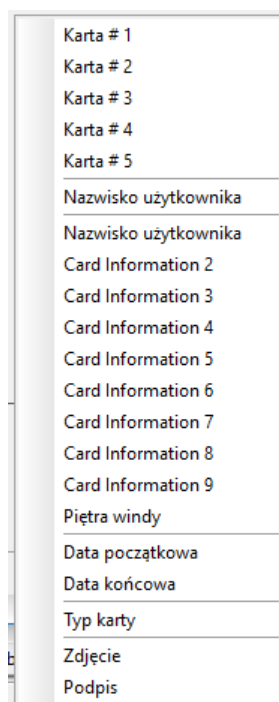 Karta # 1
Karta # 2
Karta # 3
Karta # 4
Karta # 5
Nazwisko użytkownika
Nazwisko użytkownika
Card Information 2
Card Information 3
Card Information 4
Card Information 5
Card Information 6
Card Information 7
Card Information 8
Card Information 9
Piętra windy
Data początkowa
Data końcowa
Typ karty
Zdjęcie
Podpis